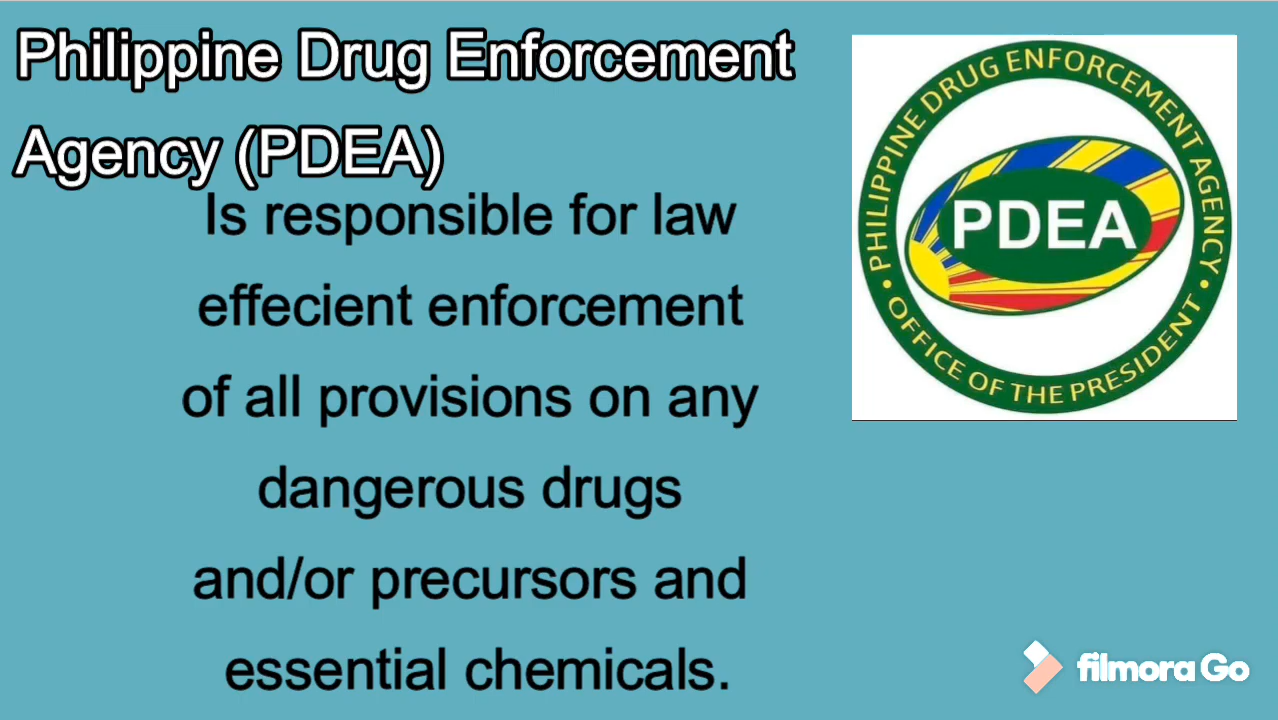 Philippine Drug Enforcement
Agency (PDEA)
Is responsible for law
effecient enforcement
of all provisions on any
dangerous drugs
and/or precursors and
essential chemicals.
PHILIPPINE DRUG ENFORCEMENT AGENCY
PDEA
• OFFICE OF THE PRESIDENT •
filmora Go